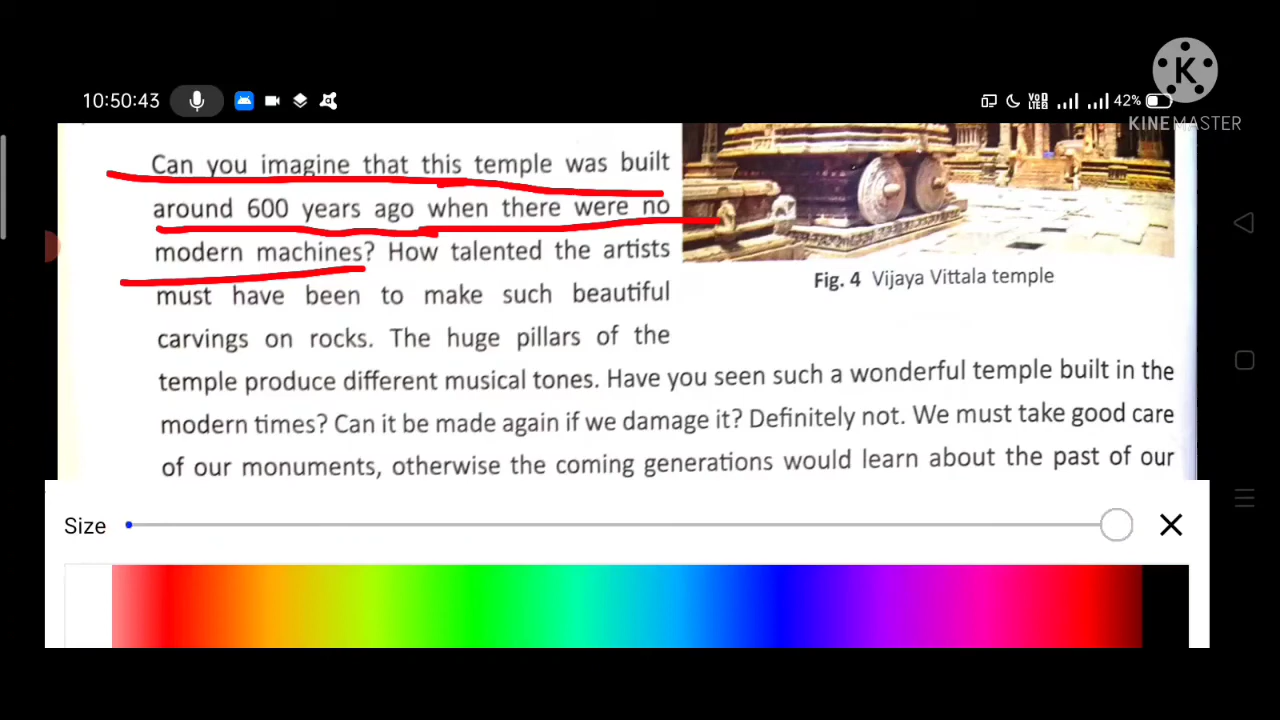 10:50:43
42%
KINEMASTER
Can you imagine that this temple was built
around 600 years ago when there were no
modern machines? How talented the artists
must have been to make such beautiful
carvings on rocks. The huge pillars of the
Fig. 4 Vijaya Vittala temple
temple produce different musical tones. Have you seen such a wonderful temple built in the
modern times? Can it be made again if we damage it? Definitely not. We must take good care
of our monuments, otherwise the coming generations would learn about the past of our
Size